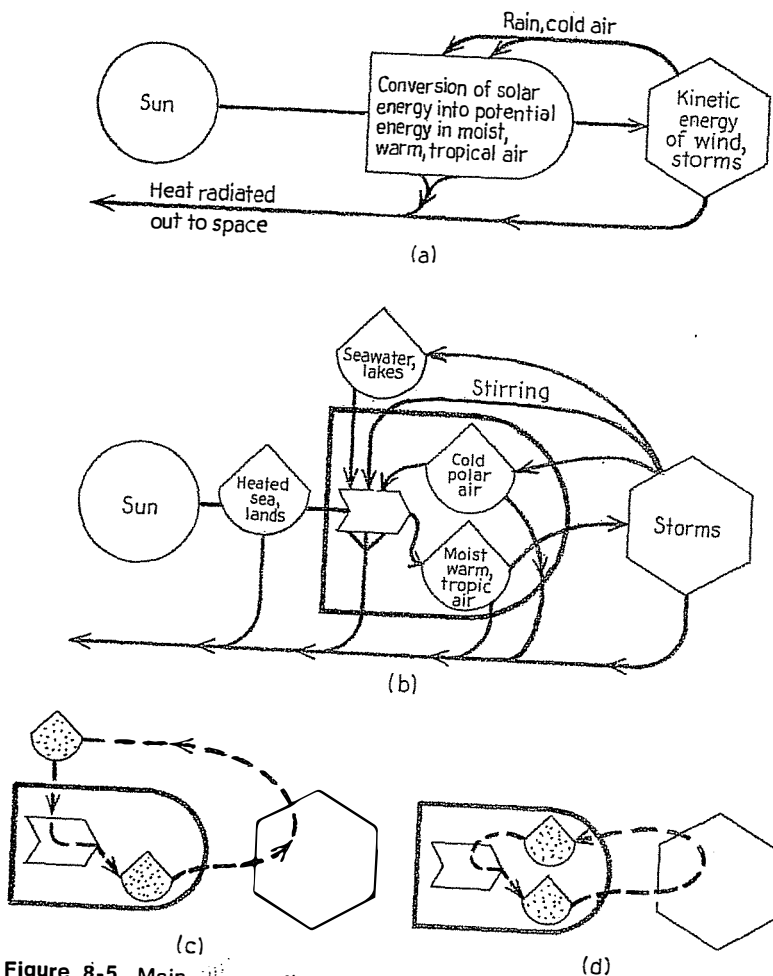 Rain, cold air
Sun
Conversion of solar
energy into potential
energy in moist,
warm, tropical air
Kinetic
energy
of wind,
storms
Heat radiated
out to space
(a)
Seawater,
lakes
Stirring
Sun
Heated
sea,
lands
Cold
polar
air
Moist
warm,
tropic
air
Storms
(b)
(c)
(d)
Figure 8-5 Main